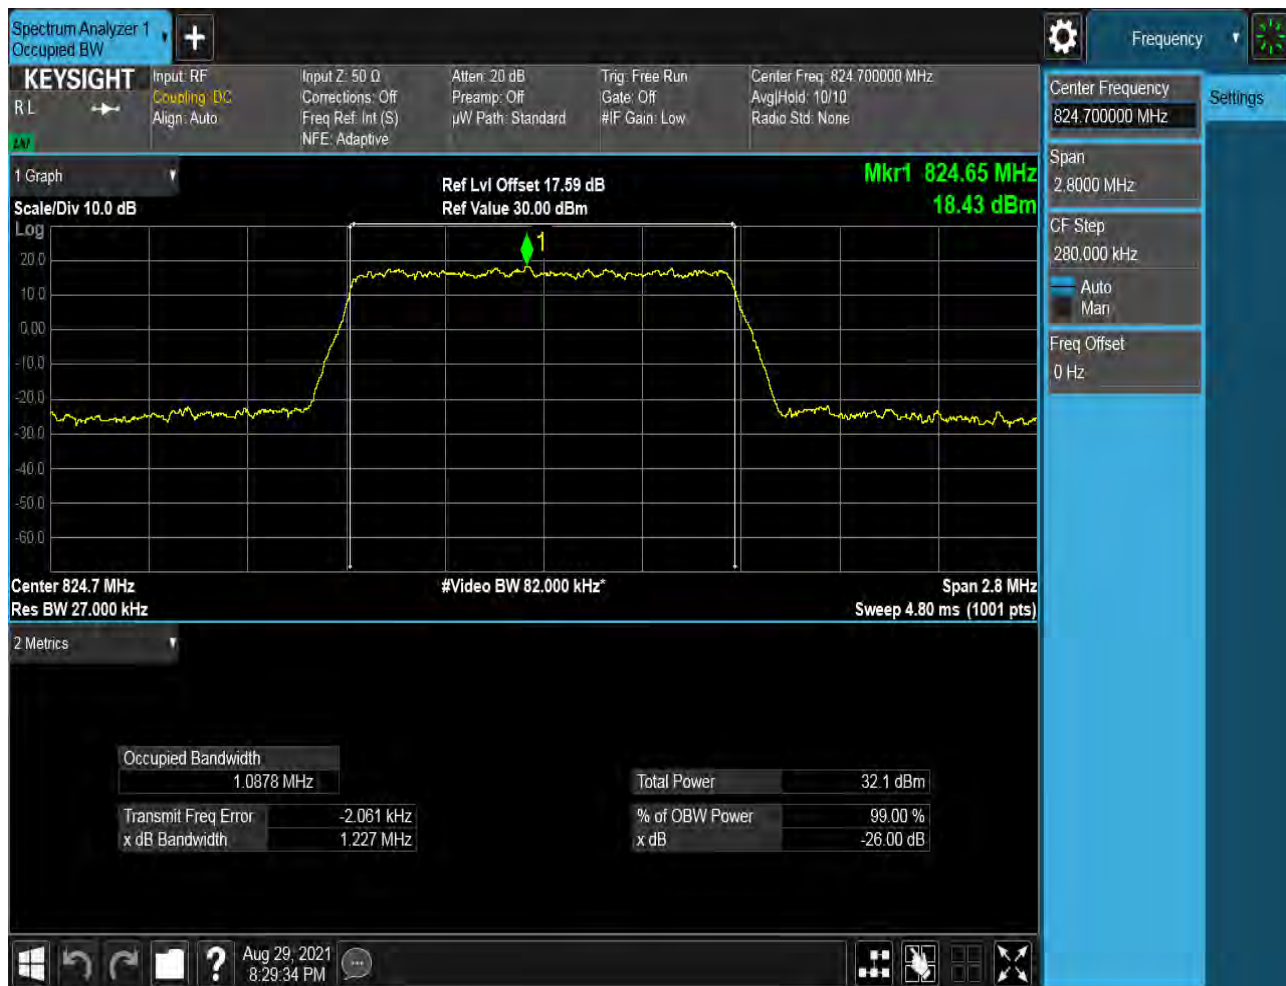 Spectrum Analyzer 1
Occupied BW
Frequency
KEYSIGHT
R L
Input: RF
Coupling: DC
Align: Auto
Input Z: 50 Ω
Corrections: Off
Freq Ref: Int (S)
NFE: Adaptive
Atten: 20 dB
Preamp: Off
µW Path: Standard
Trig: Free Run
Gate: Off
#IF Gain: Low
Center Freq: 824.700000 MHz
Avg|Hold: 10/10
Radio Std: None
Center Frequency
824.700000 MHz
Settings
Span
2.8000 MHz
CF Step
280.000 kHz
Auto
Man
Freq Offset
0 Hz
1 Graph
Scale/Div 10.0 dB
Ref Lvl Offset 17.59 dB
Ref Value 30.00 dBm
Mkr1 824.65 MHz
18.43 dBm
Log
1
20.0
10.0
0.00
-10.0
-20.0
-30.0
-40.0
-50.0
-60.0
Center 824.7 MHz
#Video BW 82.000 kHz*
Span 2.8 MHz
Res BW 27.000 kHz
Sweep 4.80 ms (1001 pts)
2 Metrics
Occupied Bandwidth
1.0878 MHz
Total Power 32.1 dBm
Transmit Freq Error -2.061 kHz
% of OBW Power 99.00 %
x dB Bandwidth 1.227 MHz
x dB -26.00 dB
?
Aug 29, 2021
8:29:34 PM